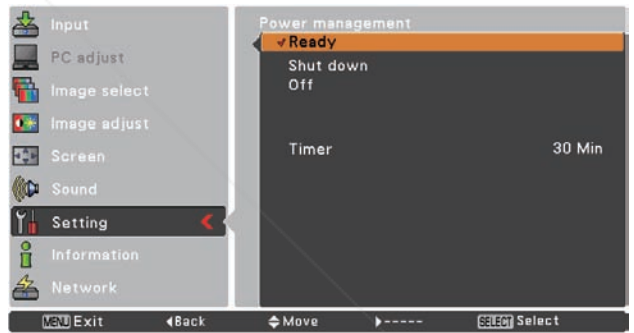 Input
PC adjust
Image select
Image adjust
Screen
Sound
Setting
Information
Network
Power management
Ready
Shut down
Off
Timer 30 Min
MENU Exit Back Move ----- SELECT Select